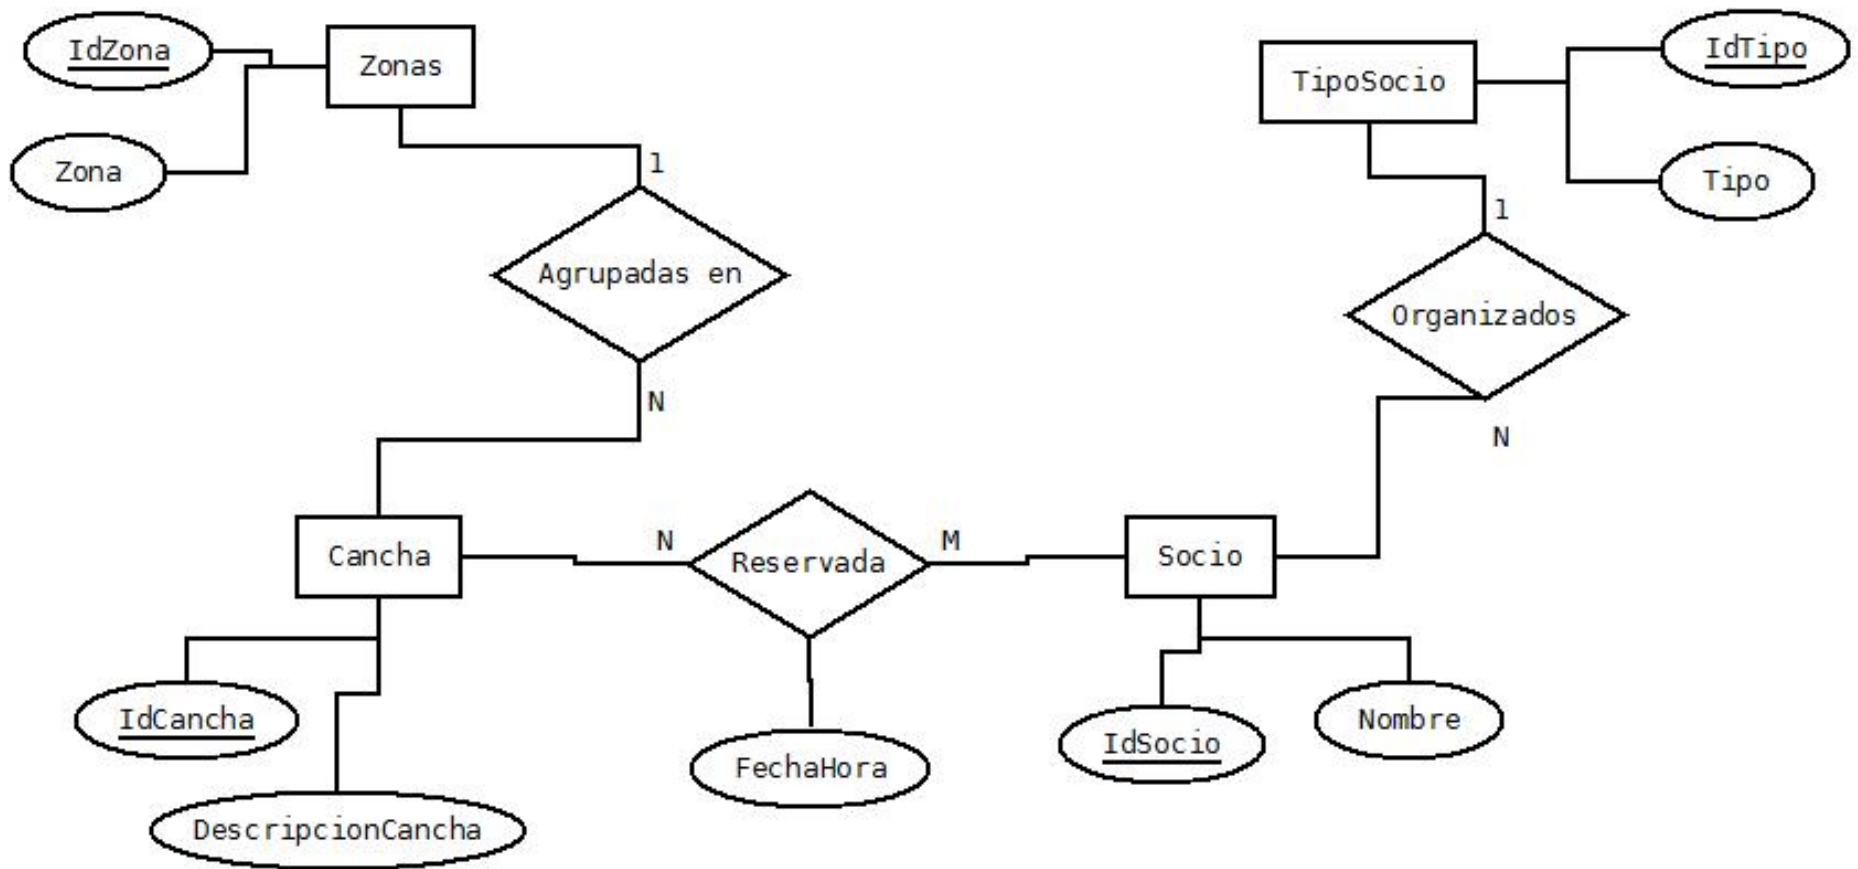 IdZona
Zonas
Zona
1
Agrupadas en
N
TipoSocio
IdTipo
Tipo
1
Organizados
N
Cancha
N
Reservada
M
Socio
IdCancha
DescripcionCancha
FechaHora
IdSocio
Nombre